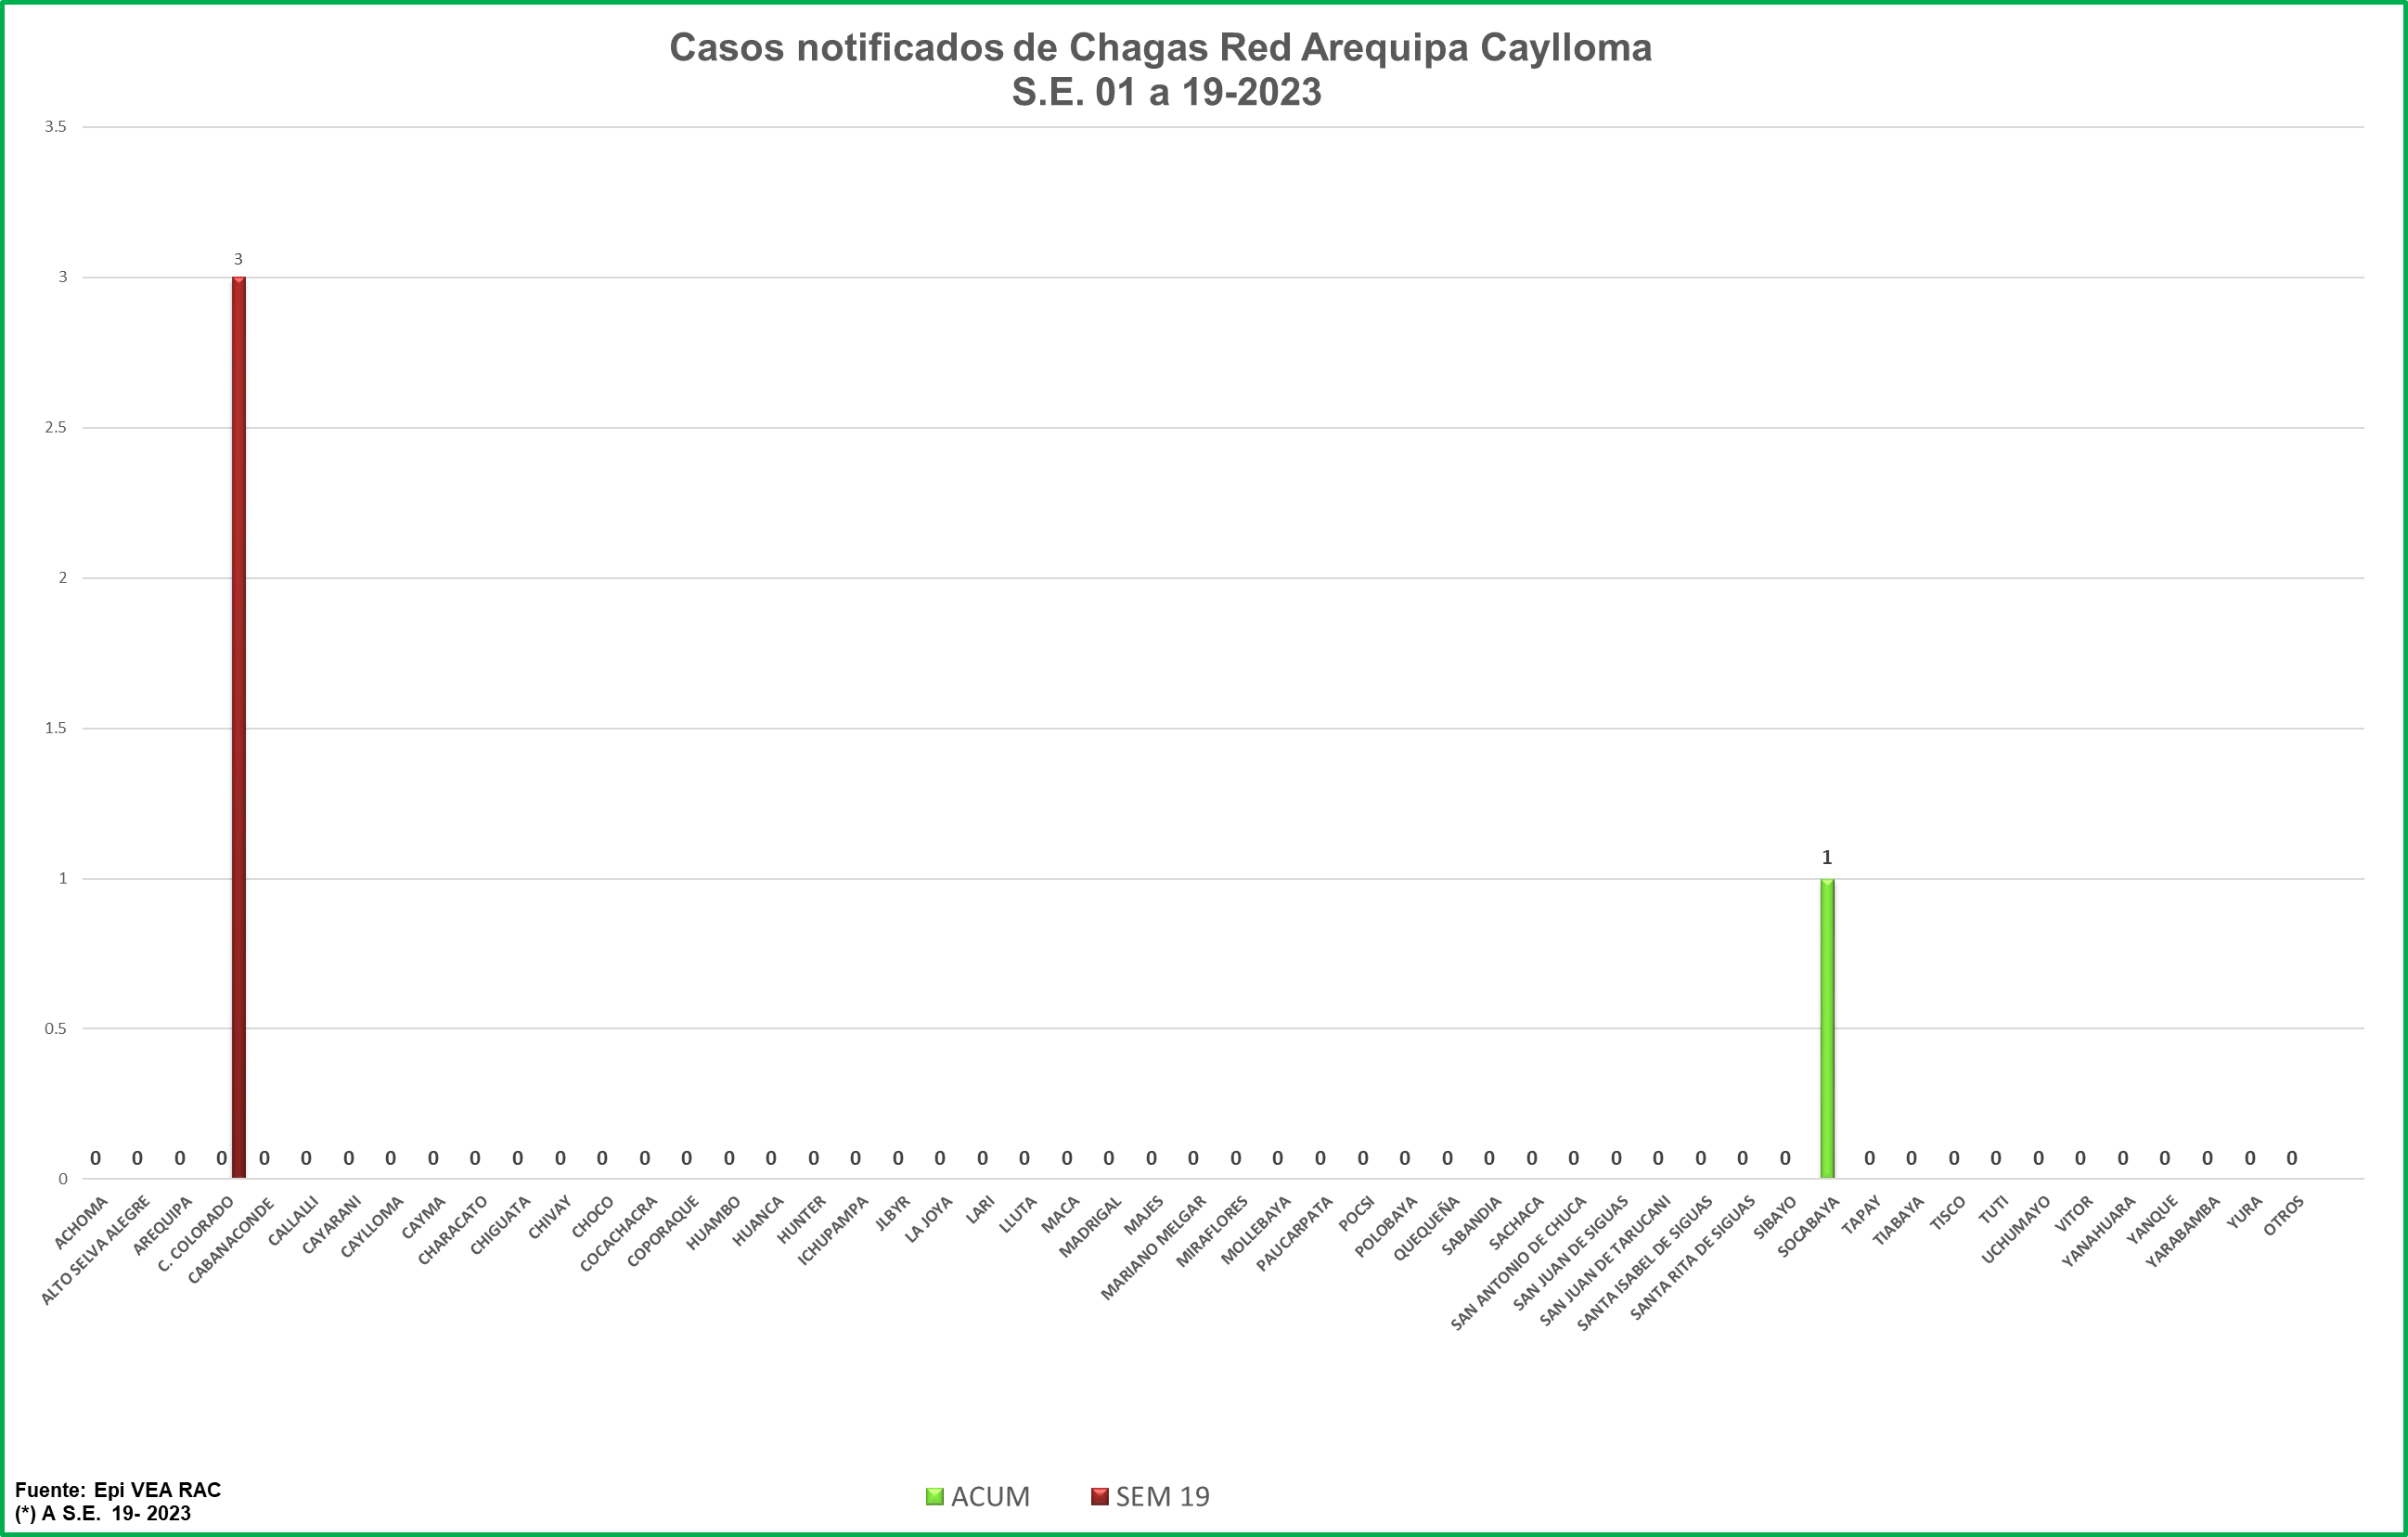 Casos notificados de Chagas Red Arequipa Caylloma
S.E. 01 a 19-2023
3.5
3
2.5
2
1.5
1
0.5
0
3
1
0 0 0 0 0 0 0 0 0 0 0 0 0 0 0 0 0 0 0 0 0 0 0 0 0 0 0 0 0 0 0 0 0 0 0 0 0 0 0 0 0 0 0 0 0 0 0 0 0 0 0 0
ACHOMA
ALTO SELVA ALEGRE
AREQUIPA
C. COLORADO
CABANACONDE
CALLALLI
CAYARANI
CAYLLOMA
CAYMA
CHARACATO
CHIGUATA
CHIVAY
CHOCO
COCACHACRA
COPORAQUE
HUAMBO
HUANCA
HUNTER
ICHUPAMPA
JLBYR
LA JOYA
LARI
LLUTA
MACA
MADRIGAL
MAJES
MARIANO MELGAR
MIRAFLORES
MOLLEBAYA
PAUCARPATA
POCSI
POLOBAYA
QUEQUEÑA
SABANDIA
SACHACA
SAN ANTONIO DE CHUCA
SAN JUAN DE SIGUAS
SAN JUAN DE TARUCANI
SANTA ISABEL DE SIGUAS
SANTA RITA DE SIGUAS
SIBAYO
SOCABAYA
TAPAY
TIABAYA
TISCO
TUTI
UCHUMAYO
VITOR
YANAHUARA
YANQUE
YARABAMBA
YURA
OTROS
ACUM
SEM 19
Fuente: Epi VEA RAC
(*) A S.E. 19- 2023